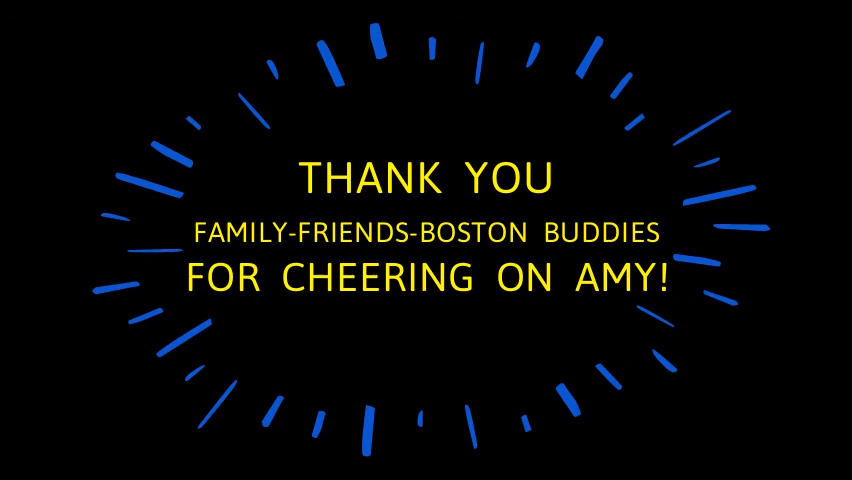 THANK YOU
FAMILY-FRIENDS-BOSTON BUDDIES
FOR CHEERING ON AMY!